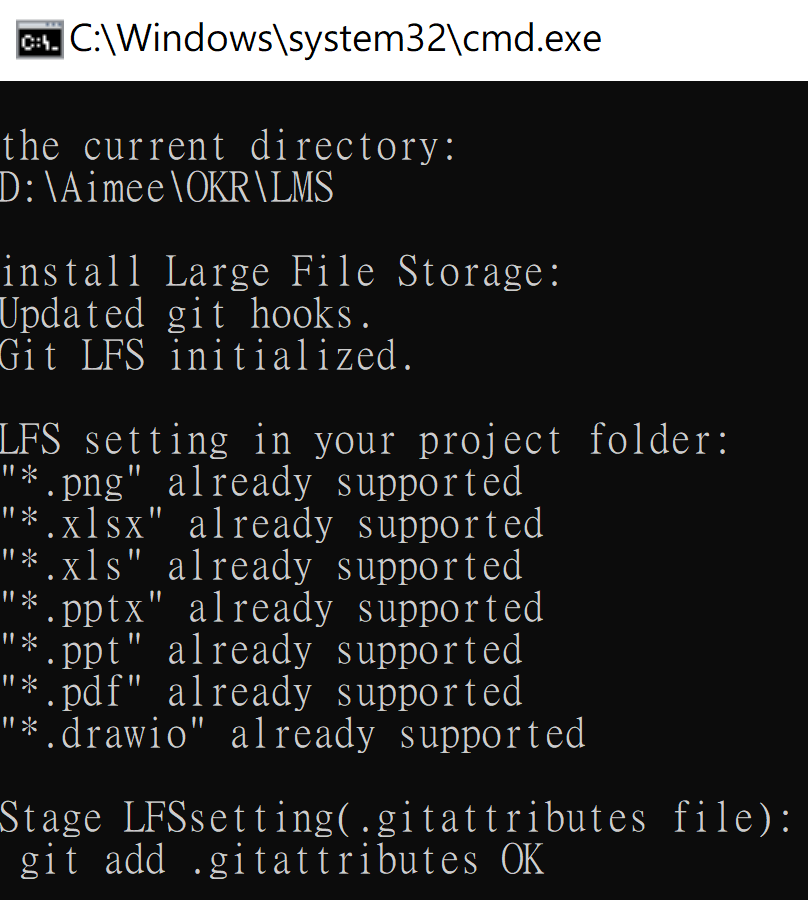 C:\Windows\system32\cmd.exe
the current directory:
D:\Aimee\OKR\LMS
install Large File Storage:
Updated git hooks.
Git LFS initialized.
LFS setting in your project folder:
"*.png" already supported
"*.xlsx" already supported
"*.xls" already supported
"*.pptx" already supported
"*.ppt" already supported
"*.pdf" already supported
"*.drawio" already supported
Stage LFSsetting(.gitattributes file):
 git add .gitattributes OK